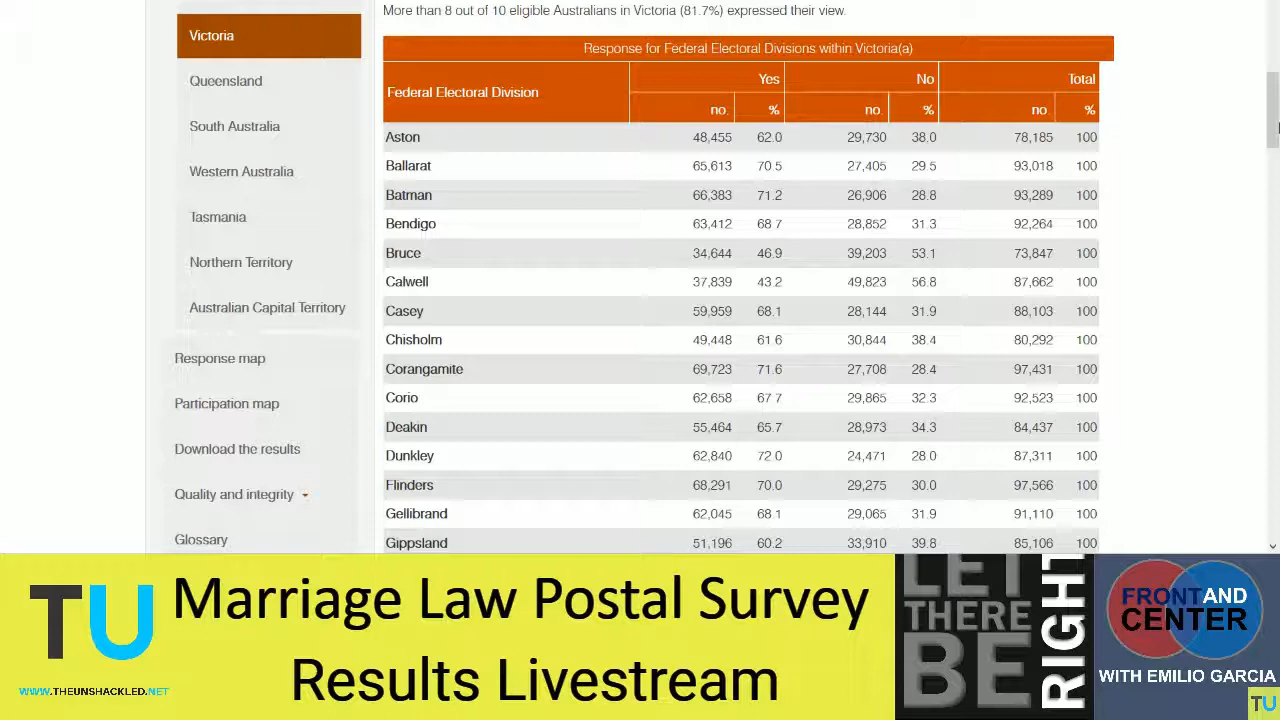 More than 8 out of 10 eligible Australians in Victoria (81.7%) expressed their view.
Victoria
Queensland
South Australia
Western Australia
Tasmania
Northern Territory
Australian Capital Territory
Response map
Participation map
Download the results
Quality and integrity
Glossary
Response for Federal Electoral Divisions within Victoria(a)
Federal Electoral Division Yes No Total
no. % no. % no. %
Aston 48,455 62.0 29,730 38.0 78,185 100
Ballarat 65,613 70.5 27,405 29.5 93,018 100
Batman 66,383 71.2 26,906 28.8 93,289 100
Bendigo 63,412 68.7 28,852 31.3 92,264 100
Bruce 34,644 46.9 39,203 53.1 73,847 100
Calwell 37,839 43.2 49,823 56.8 87,662 100
Casey 59,959 68.1 28,144 31.9 88,103 100
Chisholm 49,448 61.6 30,844 38.4 80,292 100
Corangamite 69,723 71.6 27,708 28.4 97,431 100
Corio 62,658 67.7 29,865 32.3 92,523 100
Deakin 55,464 65.7 28,973 34.3 84,437 100
Dunkley 62,840 72.0 24,471 28.0 87,311 100
Flinders 68,291 70.0 29,275 30.0 97,566 100
Gellibrand 62,045 68.1 29,065 31.9 91,110 100
Gippsland 51,196 60.2 33,910 39.8 85,106 100
TU
WWW.THEUNSHACKLED.NET
Marriage Law Postal Survey
Results Livestream
LET
THERE
BE
RIGHT
FRONT AND
CENTER
WITH EMILIO GARCIA
TU